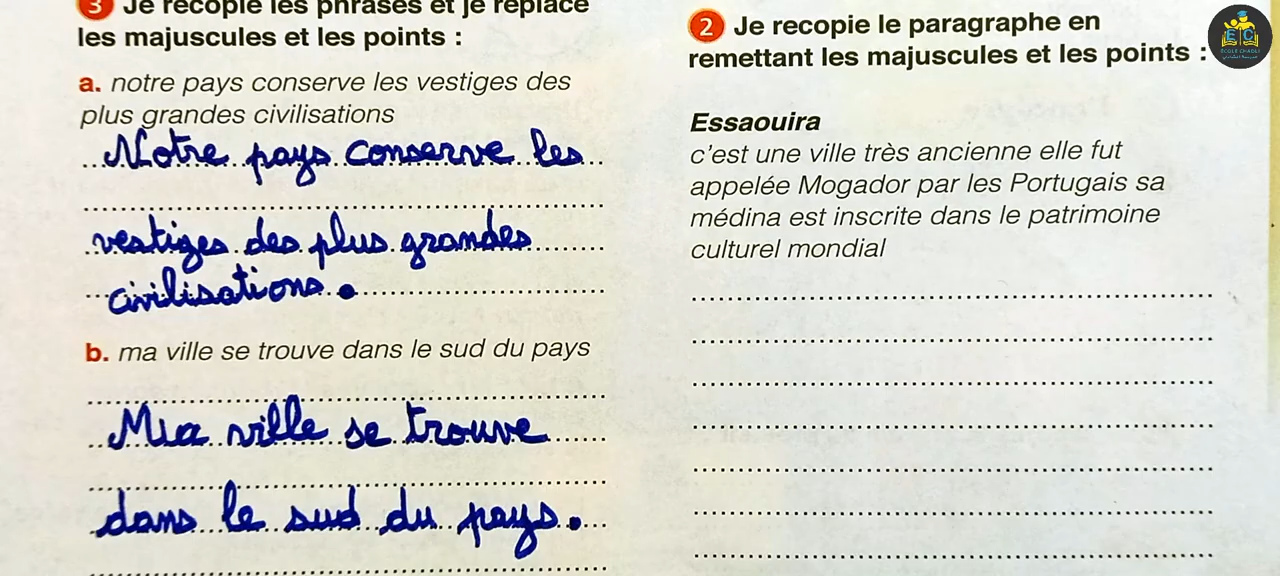 3 Je recopie les phrases et je replace
les majuscules et les points :
a. notre pays conserve les vestiges des
plus grandes civilisations
Notre pays conserve les
vestiges des plus grandes
civilisations.
b. ma ville se trouve dans le sud du pays
Ma ville se trouve
dans le sud du pays.
2 Je recopie le paragraphe en
remettant les majuscules et les points :
Essaouira
c'est une ville très ancienne elle fut
appelée Mogador par les Portugais sa
médina est inscrite dans le patrimoine
culturel mondial
EC